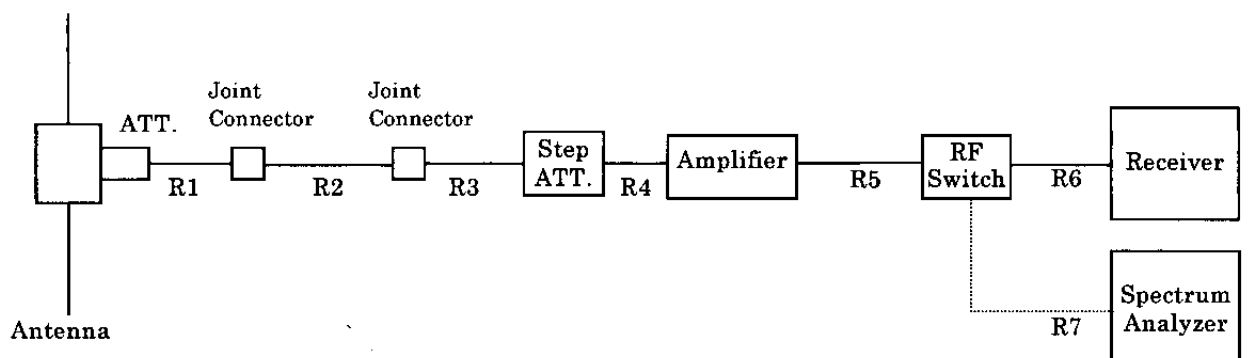 Joint
Connector
Joint
Connector
ATT.
Step
ATT.
Amplifier
RF
Switch
Receiver
R1
R2
R3
R4
R5
R6
Spectrum
Analyzer
R7
Antenna